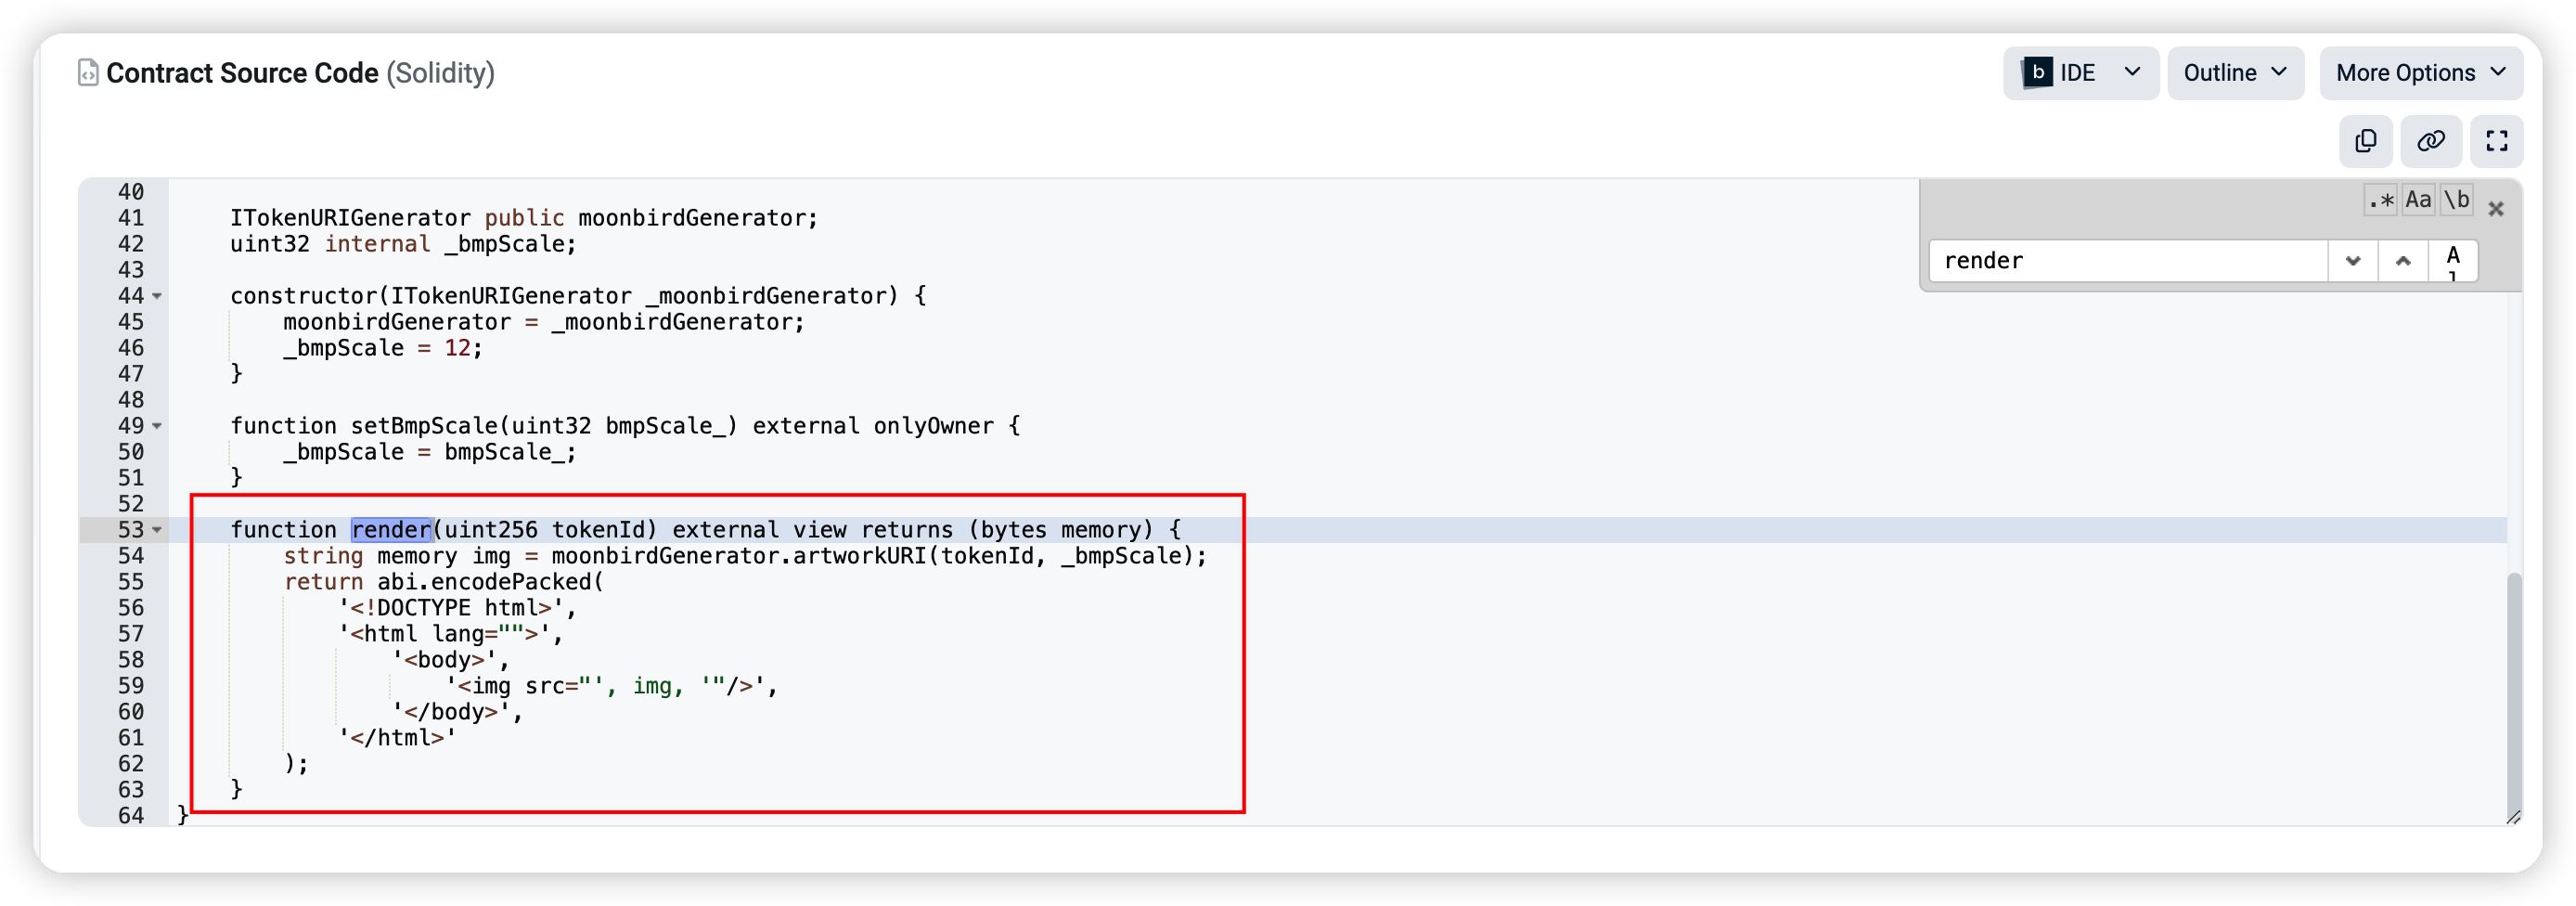 Contract Source Code (Solidity)
b IDE
Outline
More Options
.* Aa \b ×
render
40
41 ITokenURIGenerator public moonbirdGenerator;
42 uint32 internal _bmpScale;
43
44 constructor(ITokenURIGenerator _moonbirdGenerator) {
45 moonbirdGenerator = _moonbirdGenerator;
46 _bmpScale = 12;
47 }
48
49 function setBmpScale(uint32 bmpScale_) external onlyOwner {
50 _bmpScale = bmpScale_;
51 }
52
53 function render(uint256 tokenId) external view returns (bytes memory) {
54 string memory img = moonbirdGenerator.artworkURI(tokenId, _bmpScale);
55 return abi.encodePacked(
56 '<!DOCTYPE html>',
57 '<html lang="">',
58 '<body>',
59 '<img src="', img, '"/>',
60 '</body>',
61 '</html>'
62 );
63 }
64 }